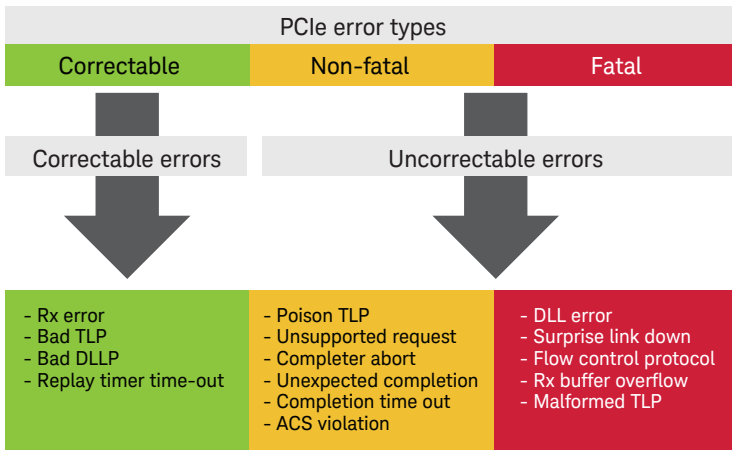 PCIe error types
Correctable
Non-fatal
Fatal
Correctable errors
Uncorrectable errors
- Rx error
- Bad TLP
- Bad DLLP
- Replay timer time-out
- Poison TLP
- Unsupported request
- Completer abort
- Unexpected completion
- Completion time out
- ACS violation
- DLL error
- Surprise link down
- Flow control protocol
- Rx buffer overflow
- Malformed TLP